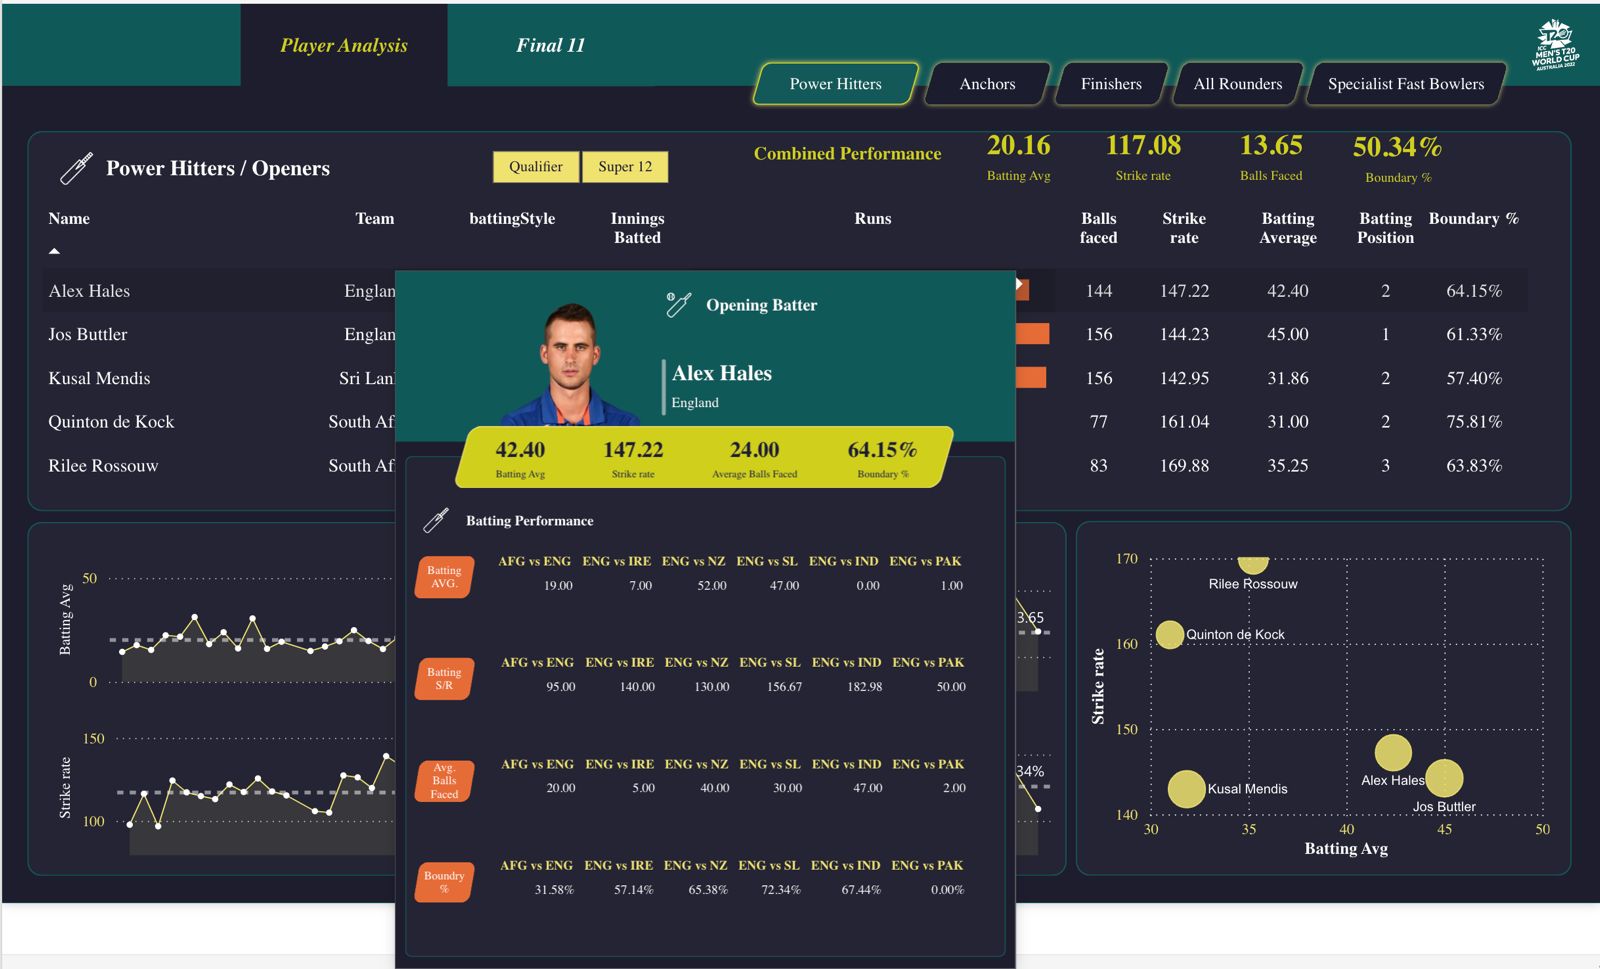 Player Analysis
Final 11
ICC
MEN'S T20
WORLD CUP
AUSTRALIA 2022
Power Hitters
Anchors
Finishers
All Rounders
Specialist Fast Bowlers
Power Hitters / Openers
Qualifier
Super 12
Combined Performance
20.16
Batting Avg
117.08
Strike rate
13.65
Balls Faced
50.34%
Boundary %
Name Team battingStyle Innings Batted Runs Balls faced Strike rate Batting Average Batting Position Boundary %
Alex Hales Englan 144 147.22 42.40 2 64.15%
Jos Buttler Englan 156 144.23 45.00 1 61.33%
Kusal Mendis Sri Lan 156 142.95 31.86 2 57.40%
Quinton de Kock South Af 77 161.04 31.00 2 75.81%
Rilee Rossouw South Af 83 169.88 35.25 3 63.83%
Opening Batter
Alex Hales
England
42.40 147.22 24.00 64.15%
Batting Avg Strike rate Average Balls Faced Boundary %
Batting Performance
Batting AVG.
AFG vs ENG ENG vs IRE ENG vs NZ ENG vs SL ENG vs IND ENG vs PAK
19.00 7.00 52.00 47.00 0.00 1.00
Batting S/R
AFG vs ENG ENG vs IRE ENG vs NZ ENG vs SL ENG vs IND ENG vs PAK
95.00 140.00 130.00 156.67 182.98 50.00
Avg. Balls Faced
AFG vs ENG ENG vs IRE ENG vs NZ ENG vs SL ENG vs IND ENG vs PAK
20.00 5.00 40.00 30.00 47.00 2.00
Boundry %
AFG vs ENG ENG vs IRE ENG vs NZ ENG vs SL ENG vs IND ENG vs PAK
31.58% 57.14% 65.38% 72.34% 67.44% 0.00%
Batting Avg
50
0
Strike rate
150
100
3.65
34%
Strike rate
170
160
150
140
Rilee Rossouw
Quinton de Kock
Alex Hales
Kusal Mendis
Jos Buttler
30 35 40 45 50
Batting Avg